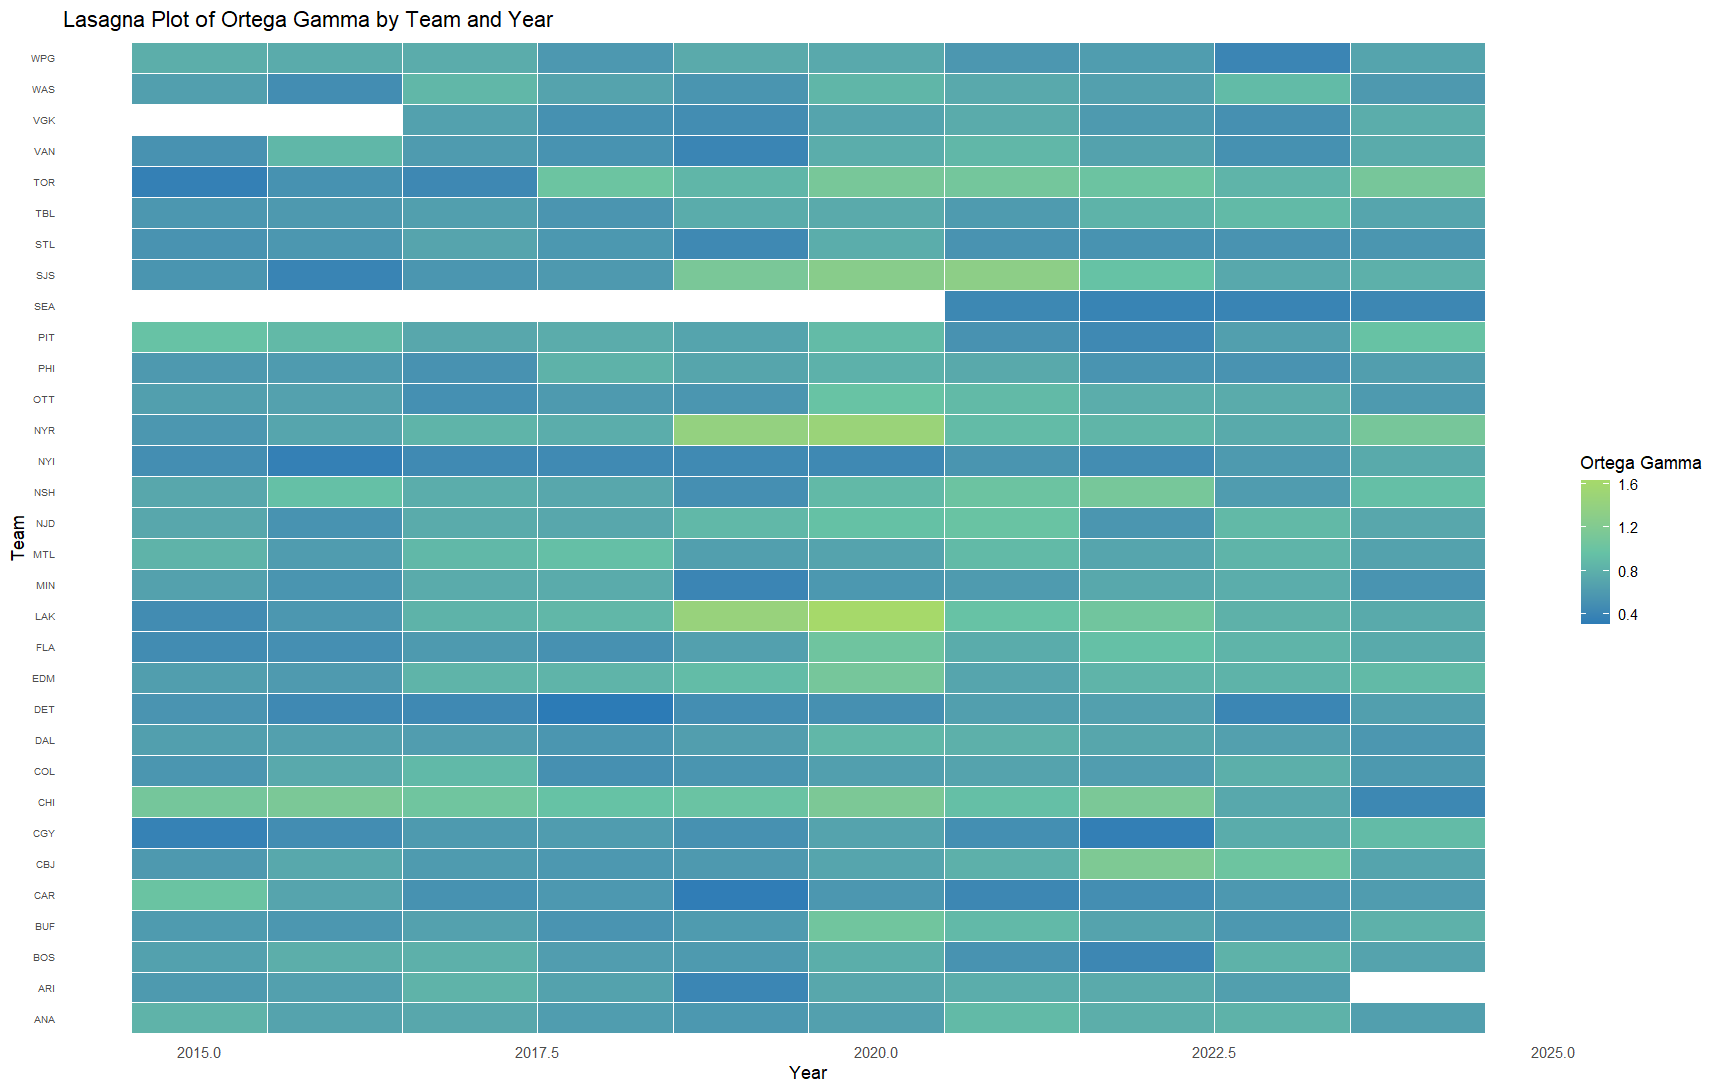 Lasagna Plot of Ortega Gamma by Team and Year
WPG
WAS
VGK
VAN
TOR
TBL
STL
SJS
SEA
PIT
PHI
OTT
NYR
NYI
NSH
NJD
MTL
MIN
LAK
FLA
EDM
DET
DAL
COL
CHI
CGY
CBJ
CAR
BUF
BOS
ARI
ANA
Team
2015.0 2017.5 2020.0 2022.5 2025.0
Year
Ortega Gamma
1.6
1.2
0.8
0.4